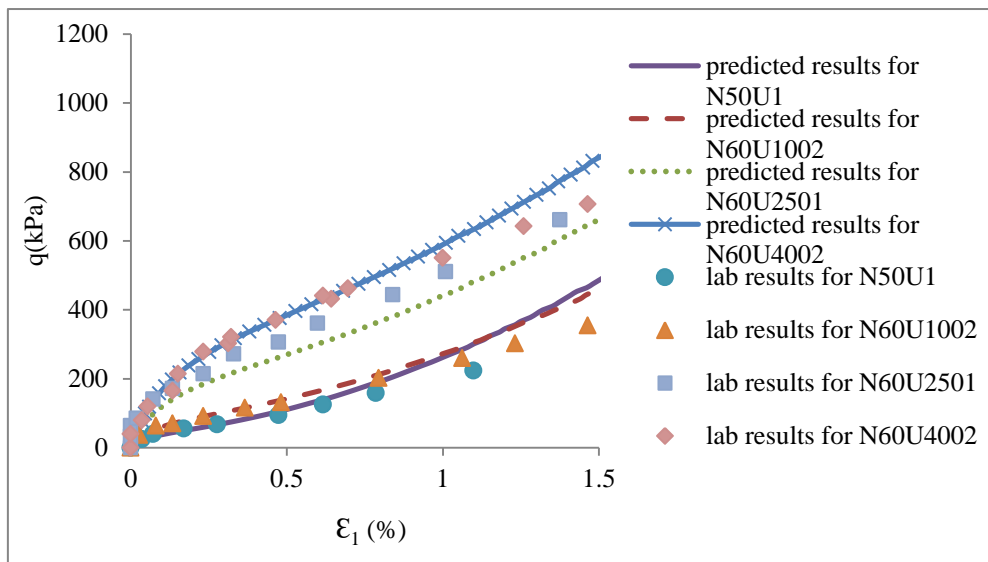 1200
1000
800
600
400
200
0
q(kPa)
0
0.5
1
1.5
Ɛ1 (%)
predicted results for
N50U1
predicted results for
N60U1002
predicted results for
N60U2501
predicted results for
N60U4002
lab results for N50U1
lab results for N60U1002
lab results for N60U2501
lab results for N60U4002